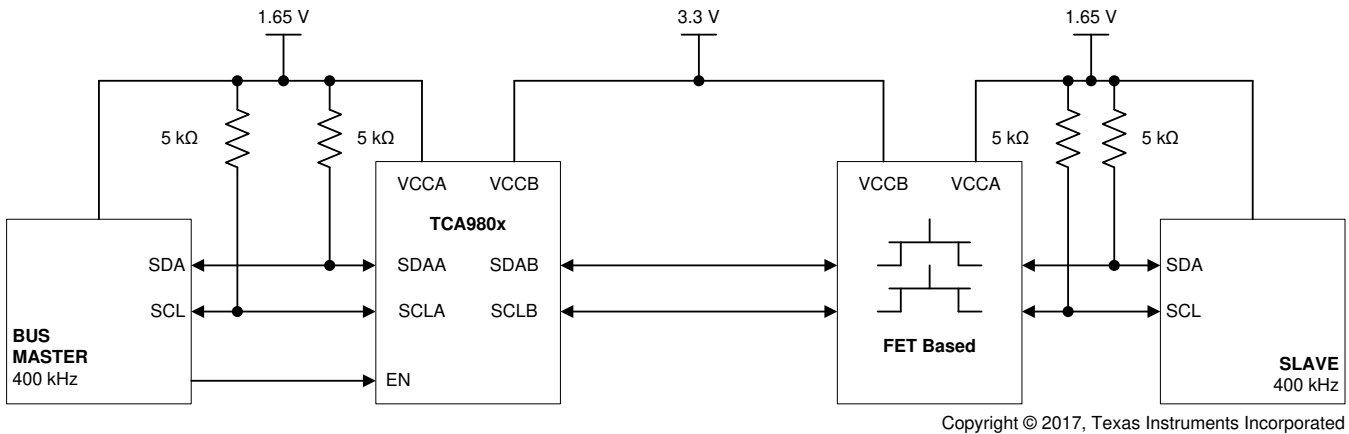 1.65 V
3.3 V
1.65 V
5 kΩ
5 kΩ
5 kΩ
5 kΩ
VCCA VCCB
VCCB VCCA
TCA980x
SDA
SDAA SDAB
SDA
SCL
SCLA SCLB
SCL
BUS
MASTER
400 kHz
EN
FET Based
SLAVE
400 kHz
Copyright © 2017, Texas Instruments Incorporated